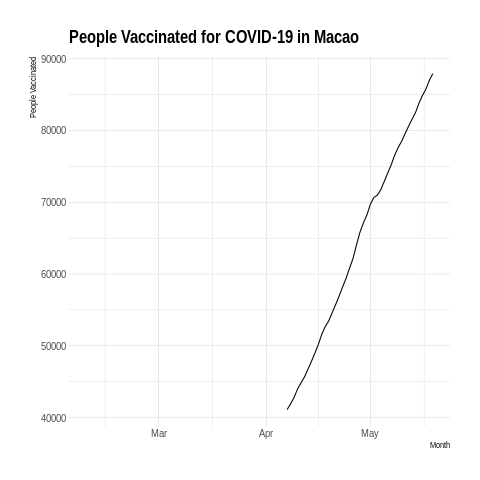 People Vaccinated for COVID-19 in Macao
People Vaccinated
90000
80000
70000
60000
50000
40000
Mar Apr May
Month